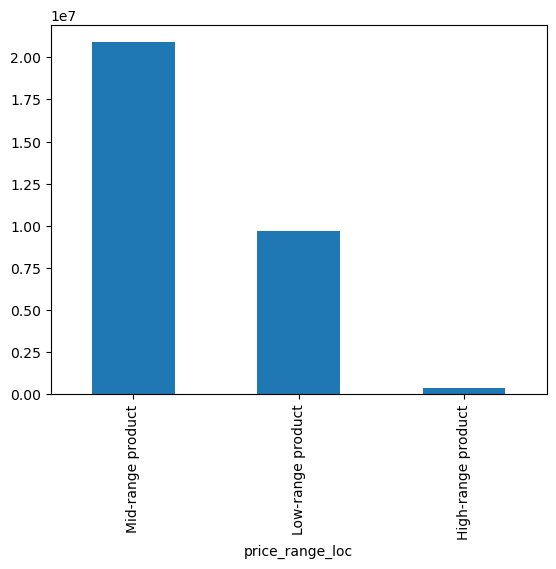 1e7
2.00
1.75
1.50
1.25
1.00
0.75
0.50
0.25
0.00
Mid-range product
Low-range product
High-range product
price_range_loc